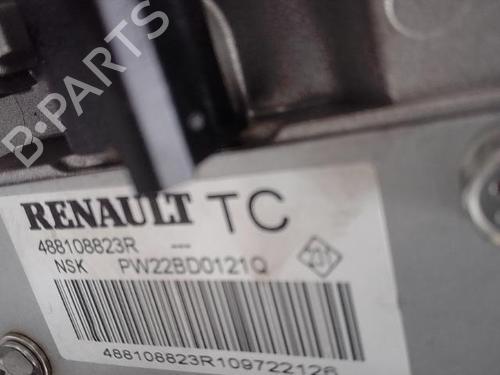 B-PARTS
RENAULT TC
488108823R ---
NSK PW22BD0121Q
488108823R109722126